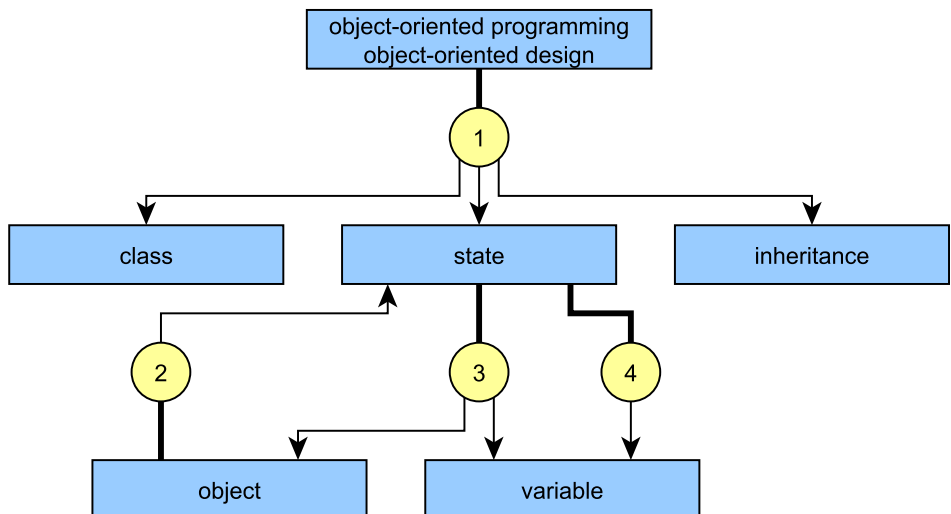 object-oriented programming
object-oriented design
1
class
state
inheritance
2
3
4
object
variable